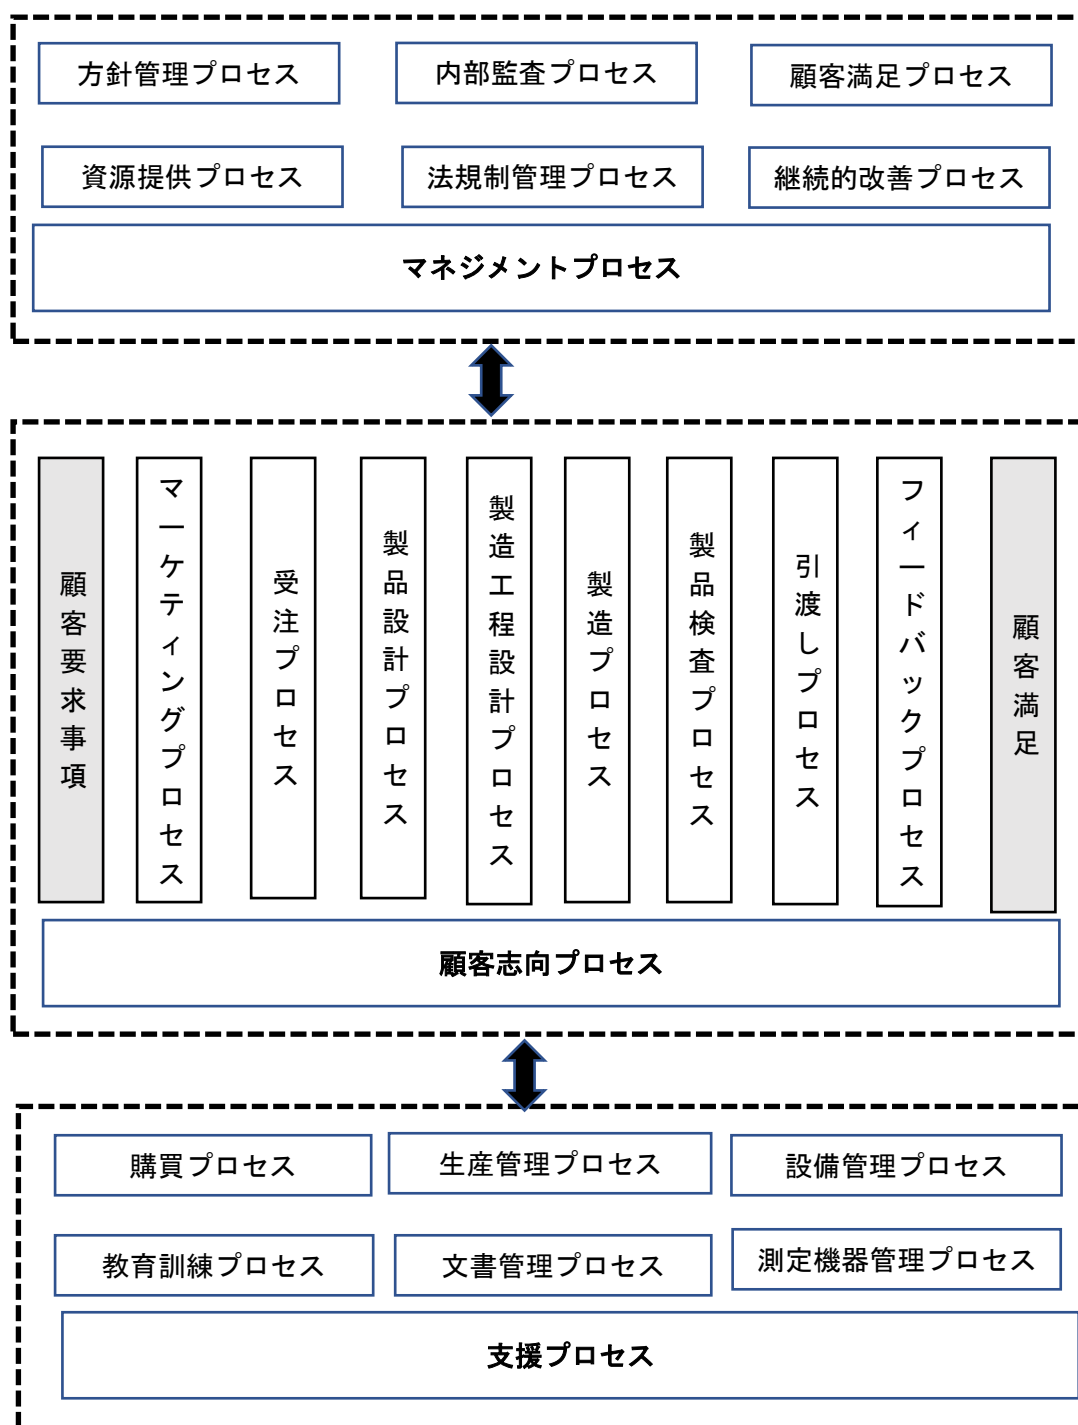 方針管理プロセス
内部監査プロセス
顧客満足プロセス
資源提供プロセス
法規制管理プロセス
継続的改善プロセス
マネジメントプロセス
顧客要求事項
マーケティングプロセス
受注プロセス
製品設計プロセス
製造工程設計プロセス
製造プロセス
製品検査プロセス
引渡しプロセス
フィードバックプロセス
顧客満足
顧客志向プロセス
購買プロセス
生産管理プロセス
設備管理プロセス
教育訓練プロセス
文書管理プロセス
測定機器管理プロセス
支援プロセス